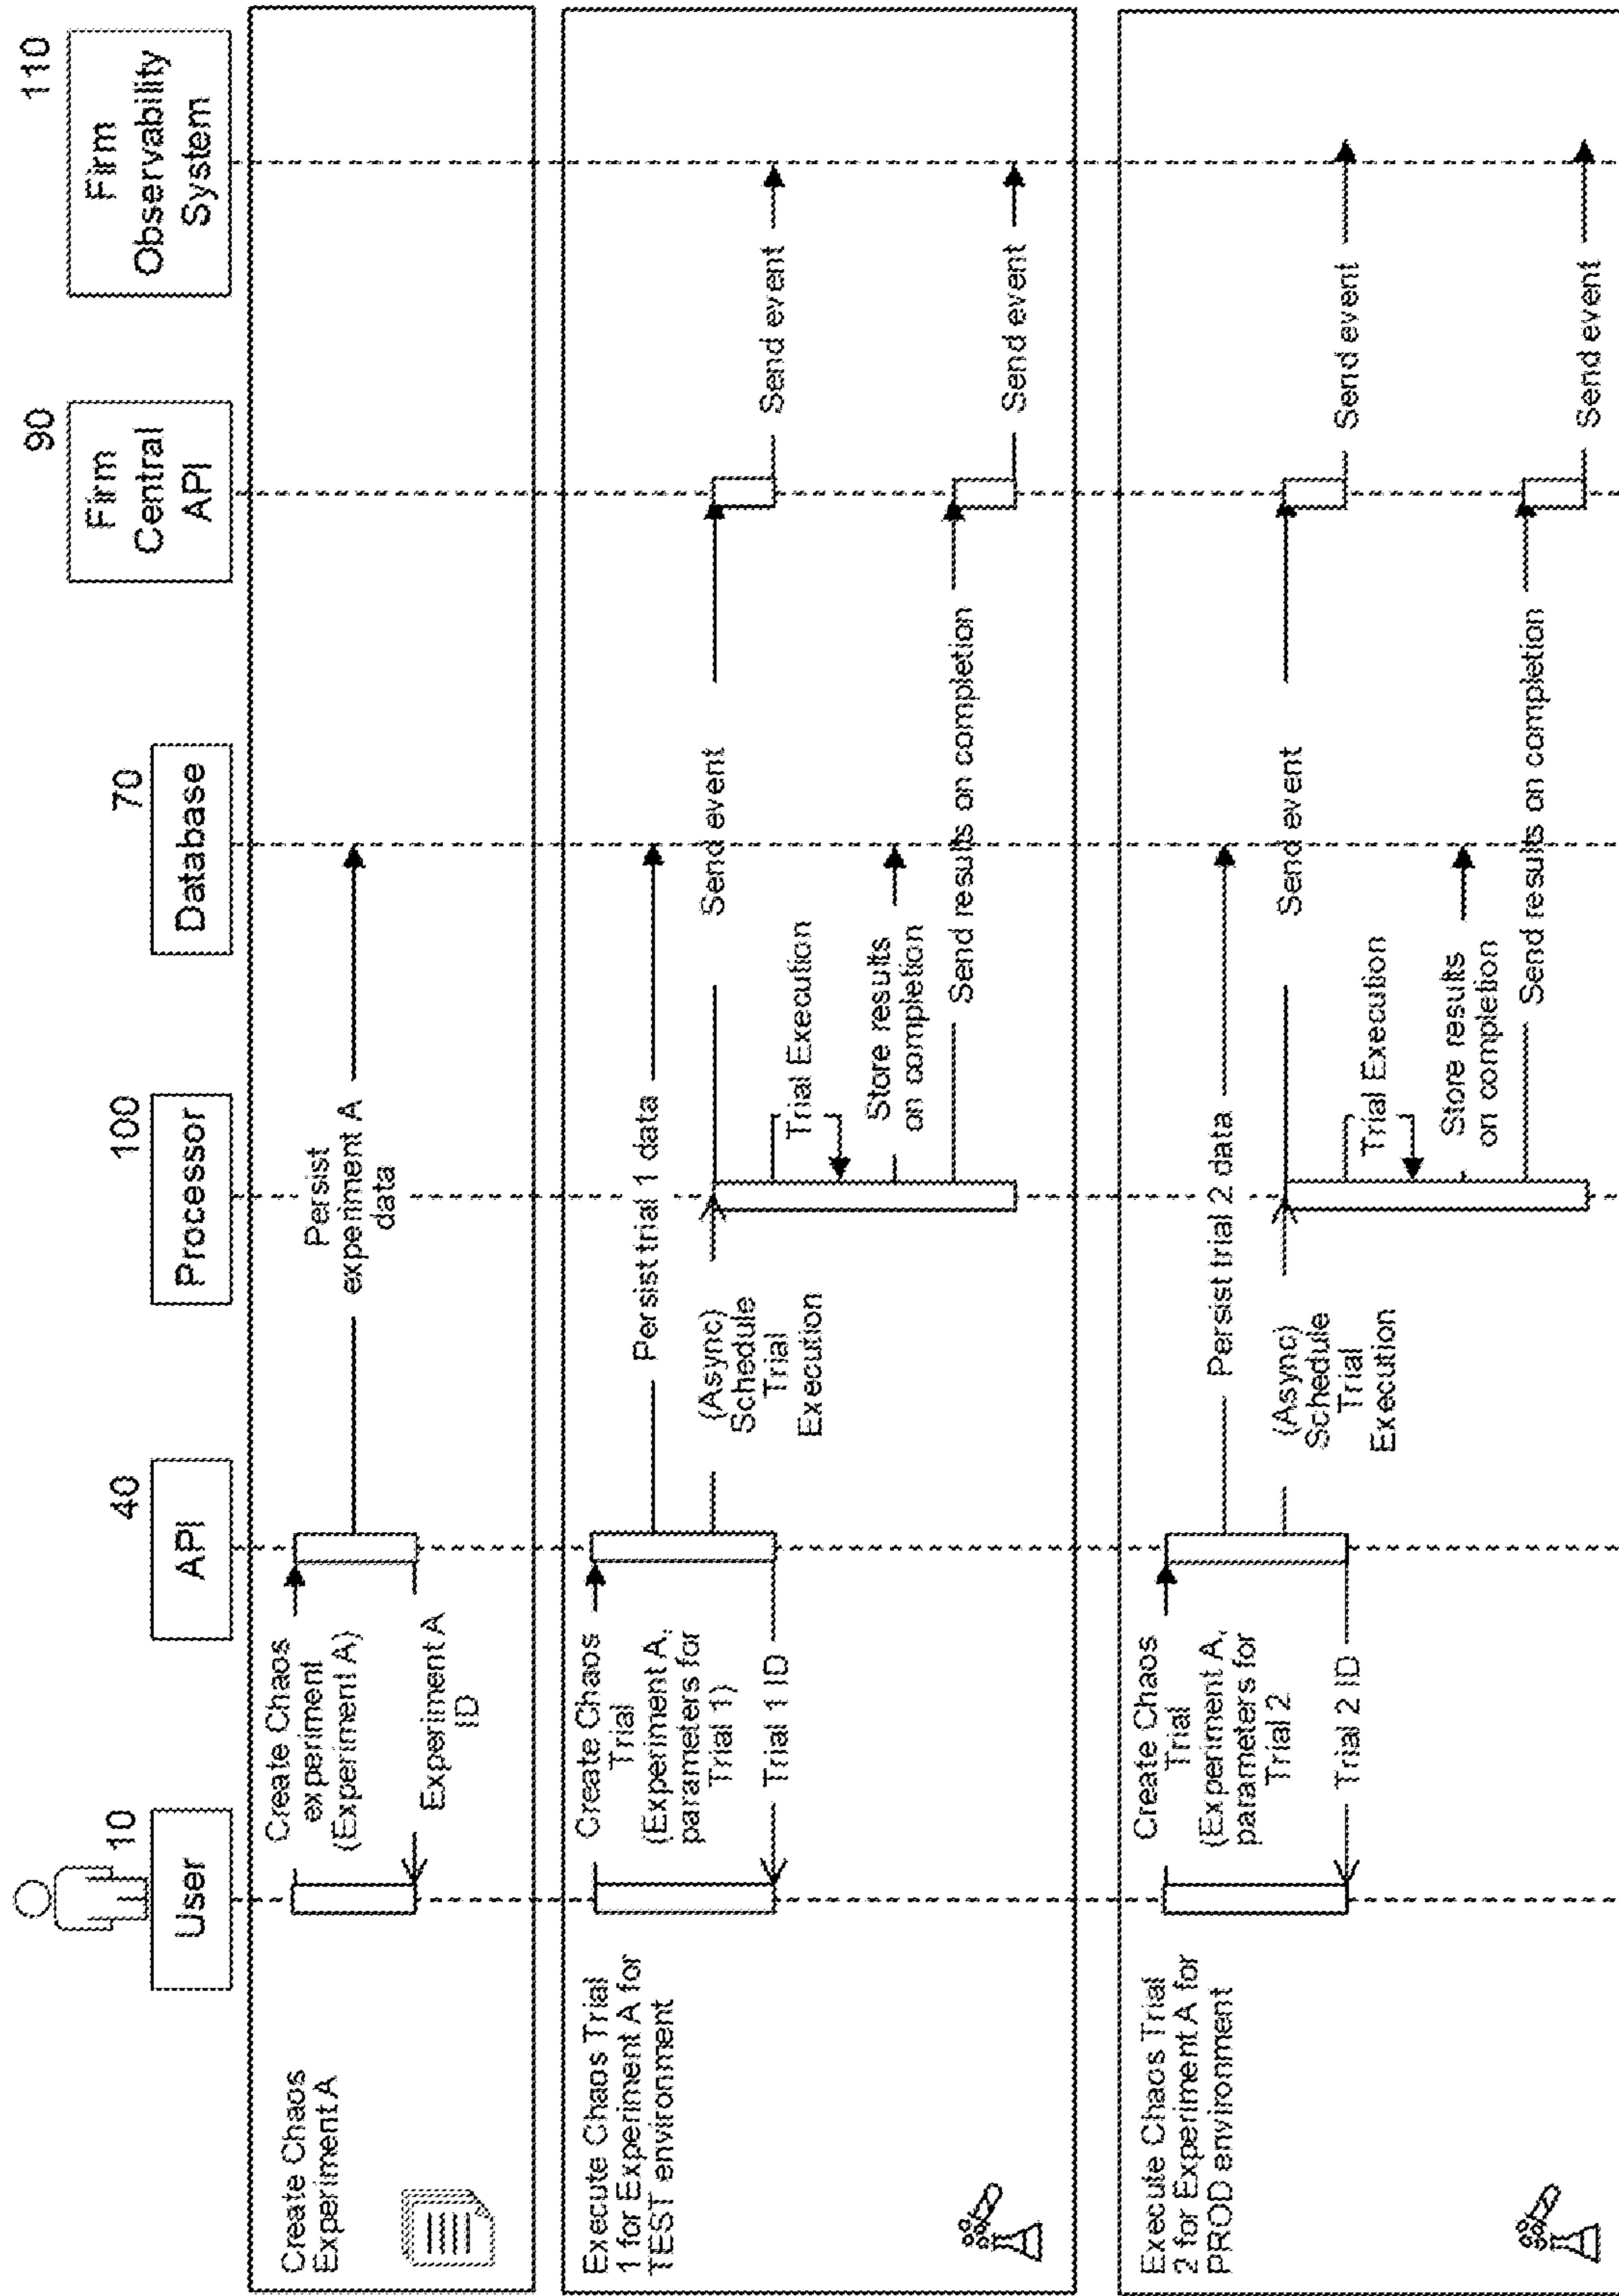 10
User
40
API
100
Processor
70
Database
90
Firm
Central
API
110
Firm
Observability
System
Create Chaos
Experiment A
Create Chaos
experiment
(Experiment A)
Experiment A
ID
Persist
experiment A
data
Execute Chaos Trial
1 for Experiment A for
TEST environment
Create Chaos
Trial
(Experiment A,
parameters for
Trial 1)
Trial 1 ID
Persist trial 1 data
(Async)
Schedule
Trial
Execution
Send event
Trial Execution
Store results
on completion
Send results on completion
Send event
Send event
Execute Chaos Trial
2 for Experiment A for
PROD environment
Create Chaos
Trial
(Experiment A,
parameters for
Trial 2
Trial 2 ID
Persist trial 2 data
(Async)
Schedule
Trial
Execution
Send event
Trial Execution
Store results
on completion
Send results on completion
Send event
Send event